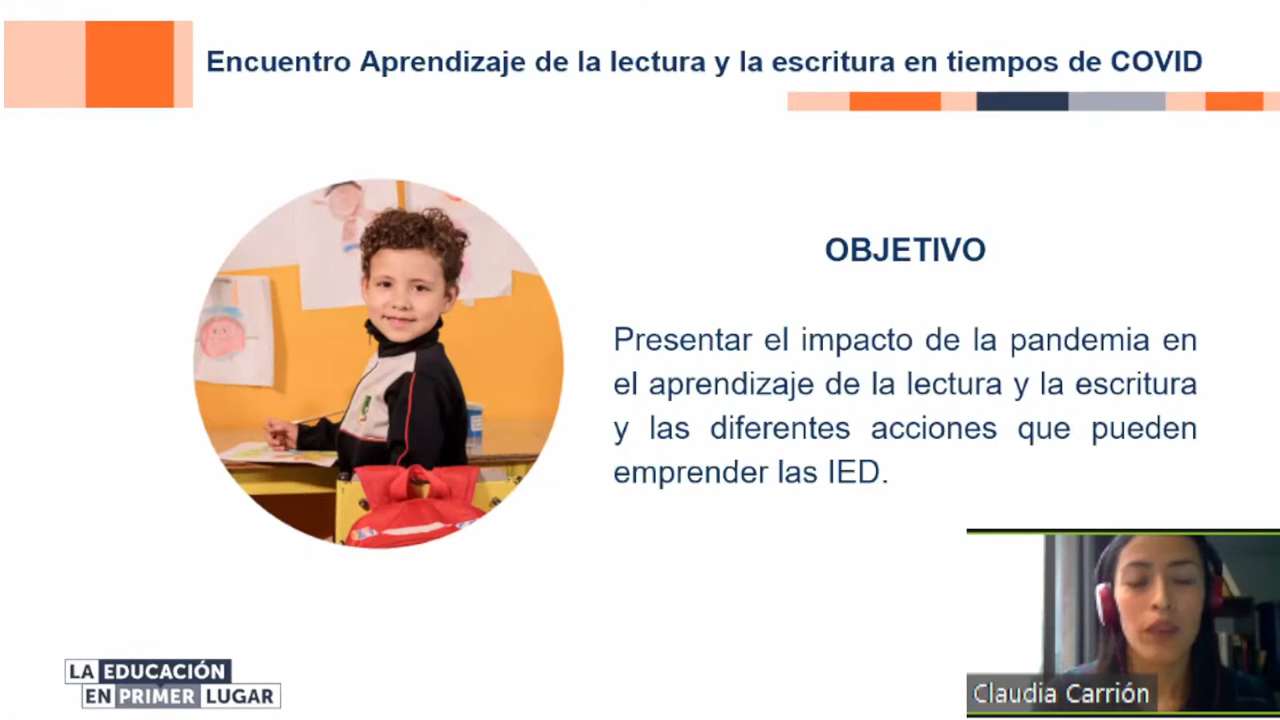 Encuentro Aprendizaje de la lectura y la escritura en tiempos de COVID
OBJETIVO
Presentar el impacto de la pandemia en
el aprendizaje de la lectura y la escritura
y las diferentes acciones que pueden
emprender las IED.
LA EDUCACIÓN
EN PRIMER LUGAR
Claudia Carrión